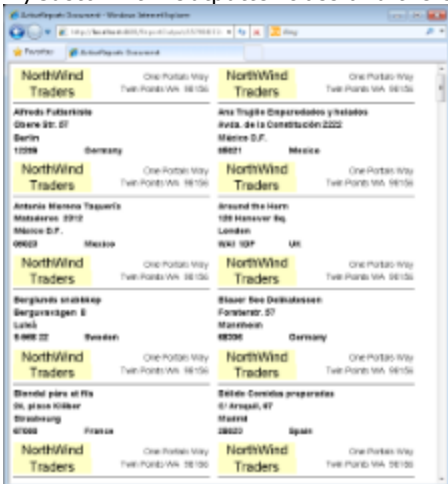 ActiveReports Document - Windows Internet Explorer
Bing
Favorites ActiveReports Document
NorthWind Traders
One Portals Way
Twin Points WA 98156
NorthWind Traders
One Portals Way
Twin Points WA 98156
Alfreds Futterkiste
Obere Str. 57
Berlin
12209 Germany
Ana Trujillo Emparedados y helados
Avda. de la Constitución 2222
México D.F.
05021 Mexico
NorthWind Traders
One Portals Way
Twin Points WA 98156
NorthWind Traders
One Portals Way
Twin Points WA 98156
Antonio Moreno Taquería
Mataderos 2312
México D.F.
05023 Mexico
Around the Horn
120 Hanover Sq.
London
WA1 1DP UK
NorthWind Traders
One Portals Way
Twin Points WA 98156
NorthWind Traders
One Portals Way
Twin Points WA 98156
Berglunds snabbköp
Berguvsvägen 8
Luleå
S-958 22 Sweden
Blauer See Delikatessen
Forsterstr. 57
Mannheim
68306 Germany
NorthWind Traders
One Portals Way
Twin Points WA 98156
NorthWind Traders
One Portals Way
Twin Points WA 98156
Blondel père et fils
24, place Kléber
Strasbourg
67000 France
Bólido Comidas preparadas
C/ Araquil, 67
Madrid
28023 Spain
NorthWind Traders
One Portals Way
Twin Points WA 98156
NorthWind Traders
One Portals Way
Twin Points WA 98156